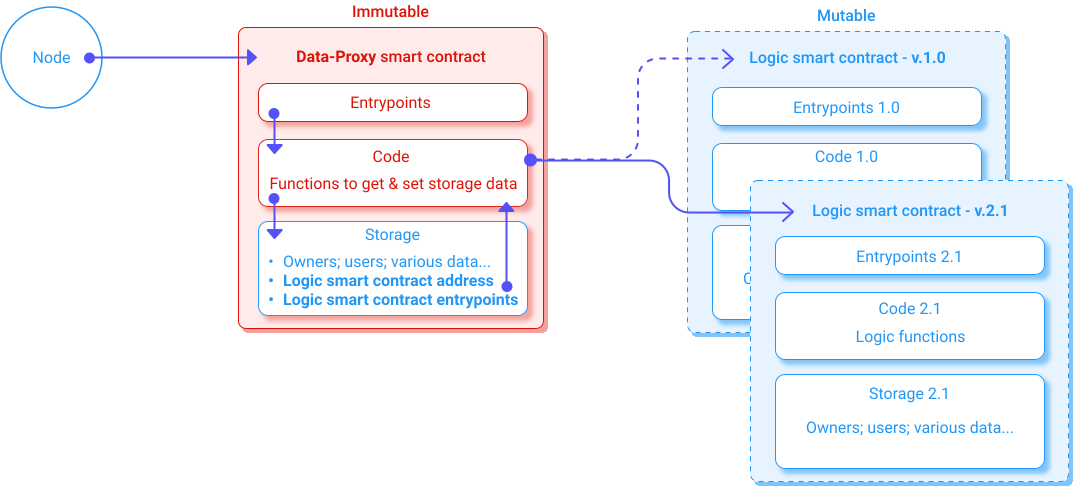 Node
Immutable
Data-Proxy smart contract
Entrypoints
Code
Functions to get & set storage data
Storage
• Owners; users; various data...
• Logic smart contract address
• Logic smart contract entrypoints
Mutable
Logic smart contract - v.1.0
Entrypoints 1.0
Code 1.0
Logic smart contract - v.2.1
Entrypoints 2.1
Code 2.1
Logic functions
Storage 2.1
Owners; users; various data...